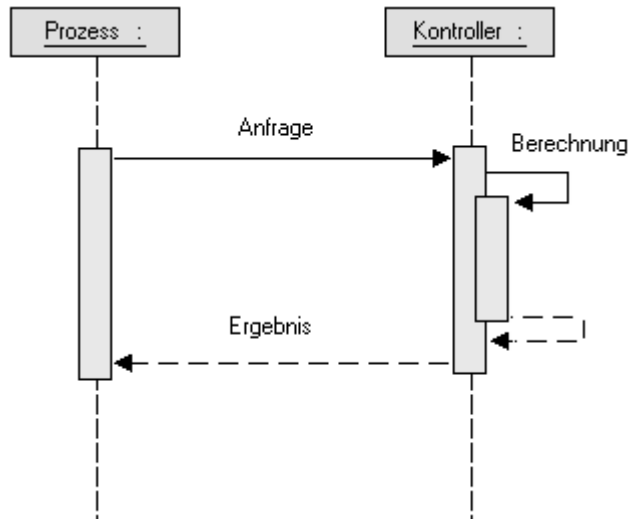 Prozess :
Kontroller :
Anfrage
Berechnung
Ergebnis